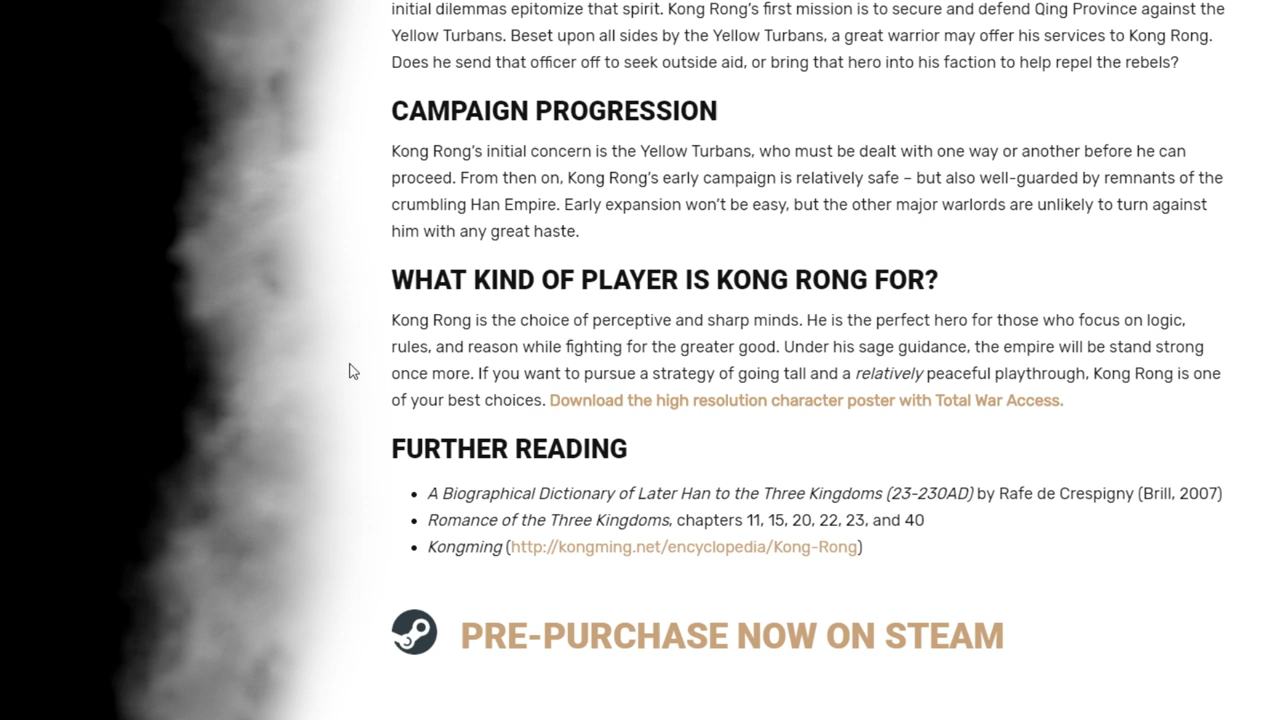 initial dilemmas epitomize that spirit. Kong Rong’s first mission is to secure and defend Qing Province against the
Yellow Turbans. Beset upon all sides by the Yellow Turbans, a great warrior may offer his services to Kong Rong.
Does he send that officer off to seek outside aid, or bring that hero into his faction to help repel the rebels?
CAMPAIGN PROGRESSION
Kong Rong’s initial concern is the Yellow Turbans, who must be dealt with one way or another before he can
proceed. From then on, Kong Rong’s early campaign is relatively safe – but also well-guarded by remnants of the
crumbling Han Empire. Early expansion won’t be easy, but the other major warlords are unlikely to turn against
him with any great haste.
WHAT KIND OF PLAYER IS KONG RONG FOR?
Kong Rong is the choice of perceptive and sharp minds. He is the perfect hero for those who focus on logic,
rules, and reason while fighting for the greater good. Under his sage guidance, the empire will be stand strong
once more. If you want to pursue a strategy of going tall and a relatively peaceful playthrough, Kong Rong is one
of your best choices. Download the high resolution character poster with Total War Access.
FURTHER READING
• A Biographical Dictionary of Later Han to the Three Kingdoms (23-230AD) by Rafe de Crespigny (Brill, 2007)
• Romance of the Three Kingdoms, chapters 11, 15, 20, 22, 23, and 40
• Kongming (http://kongming.net/encyclopedia/Kong-Rong)
PRE-PURCHASE NOW ON STEAM